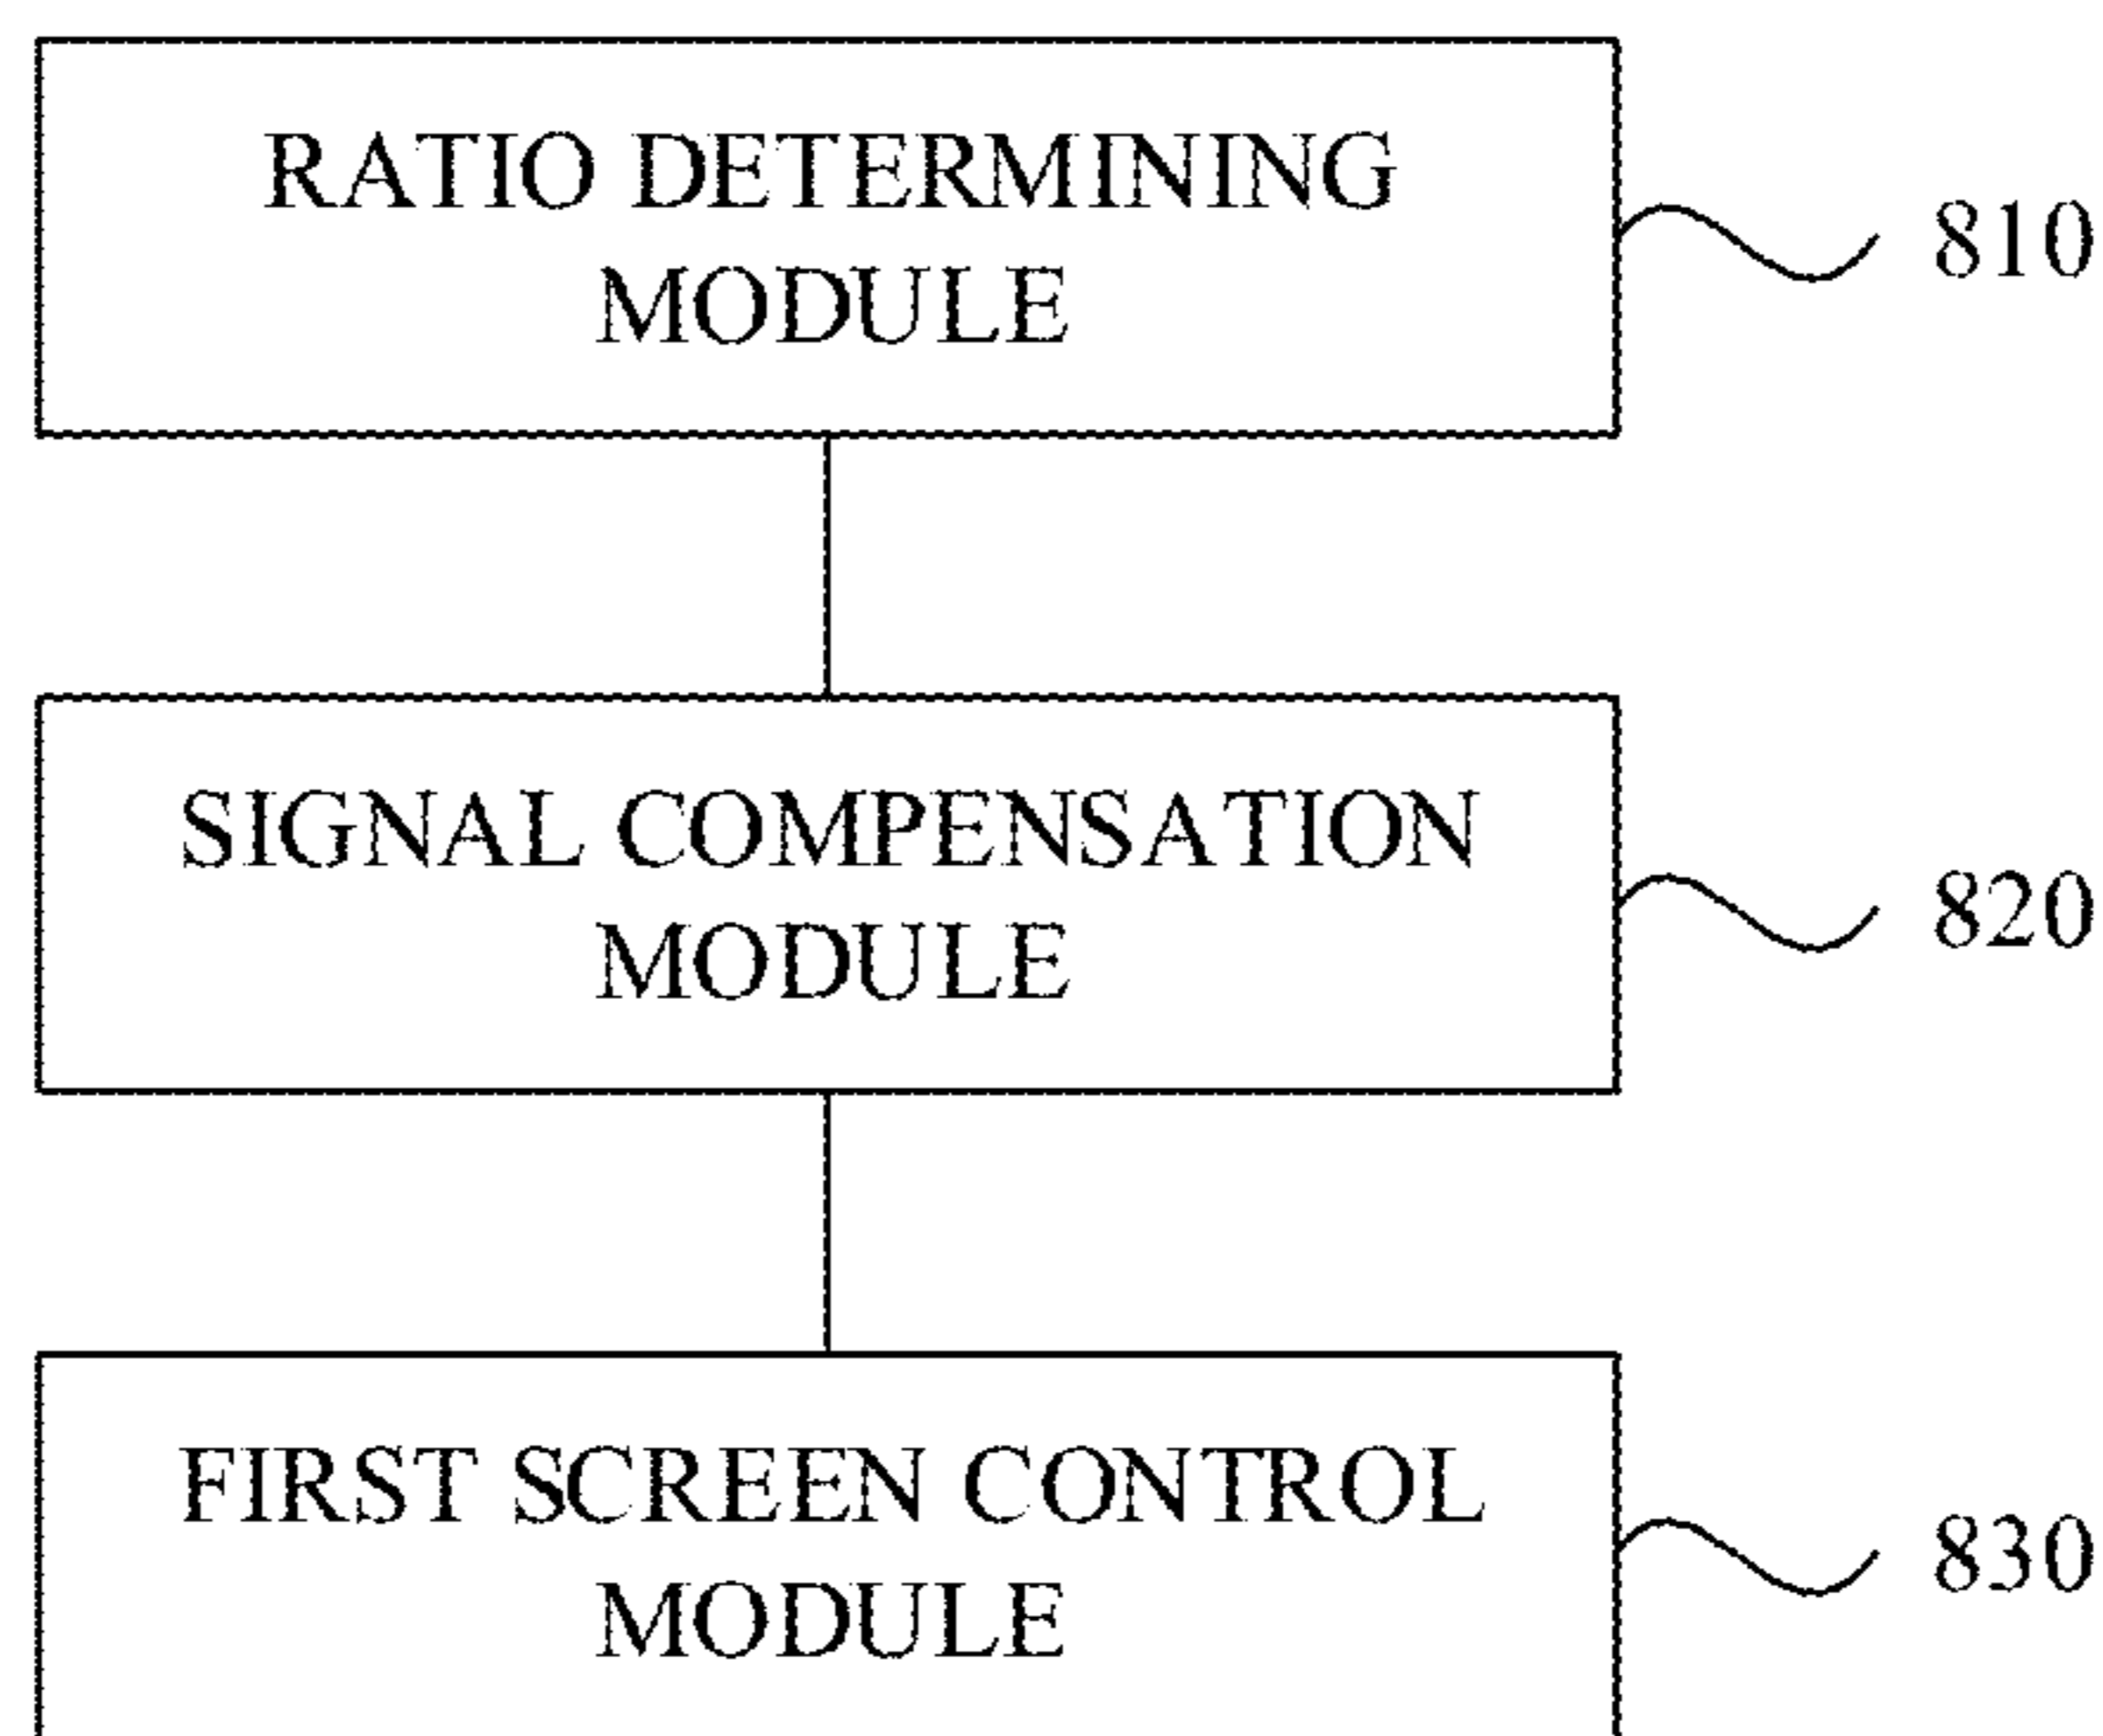 RATIO DETERMINING
MODULE
810
SIGNAL COMPENSATION
MODULE
820
FIRST SCREEN CONTROL
MODULE
830